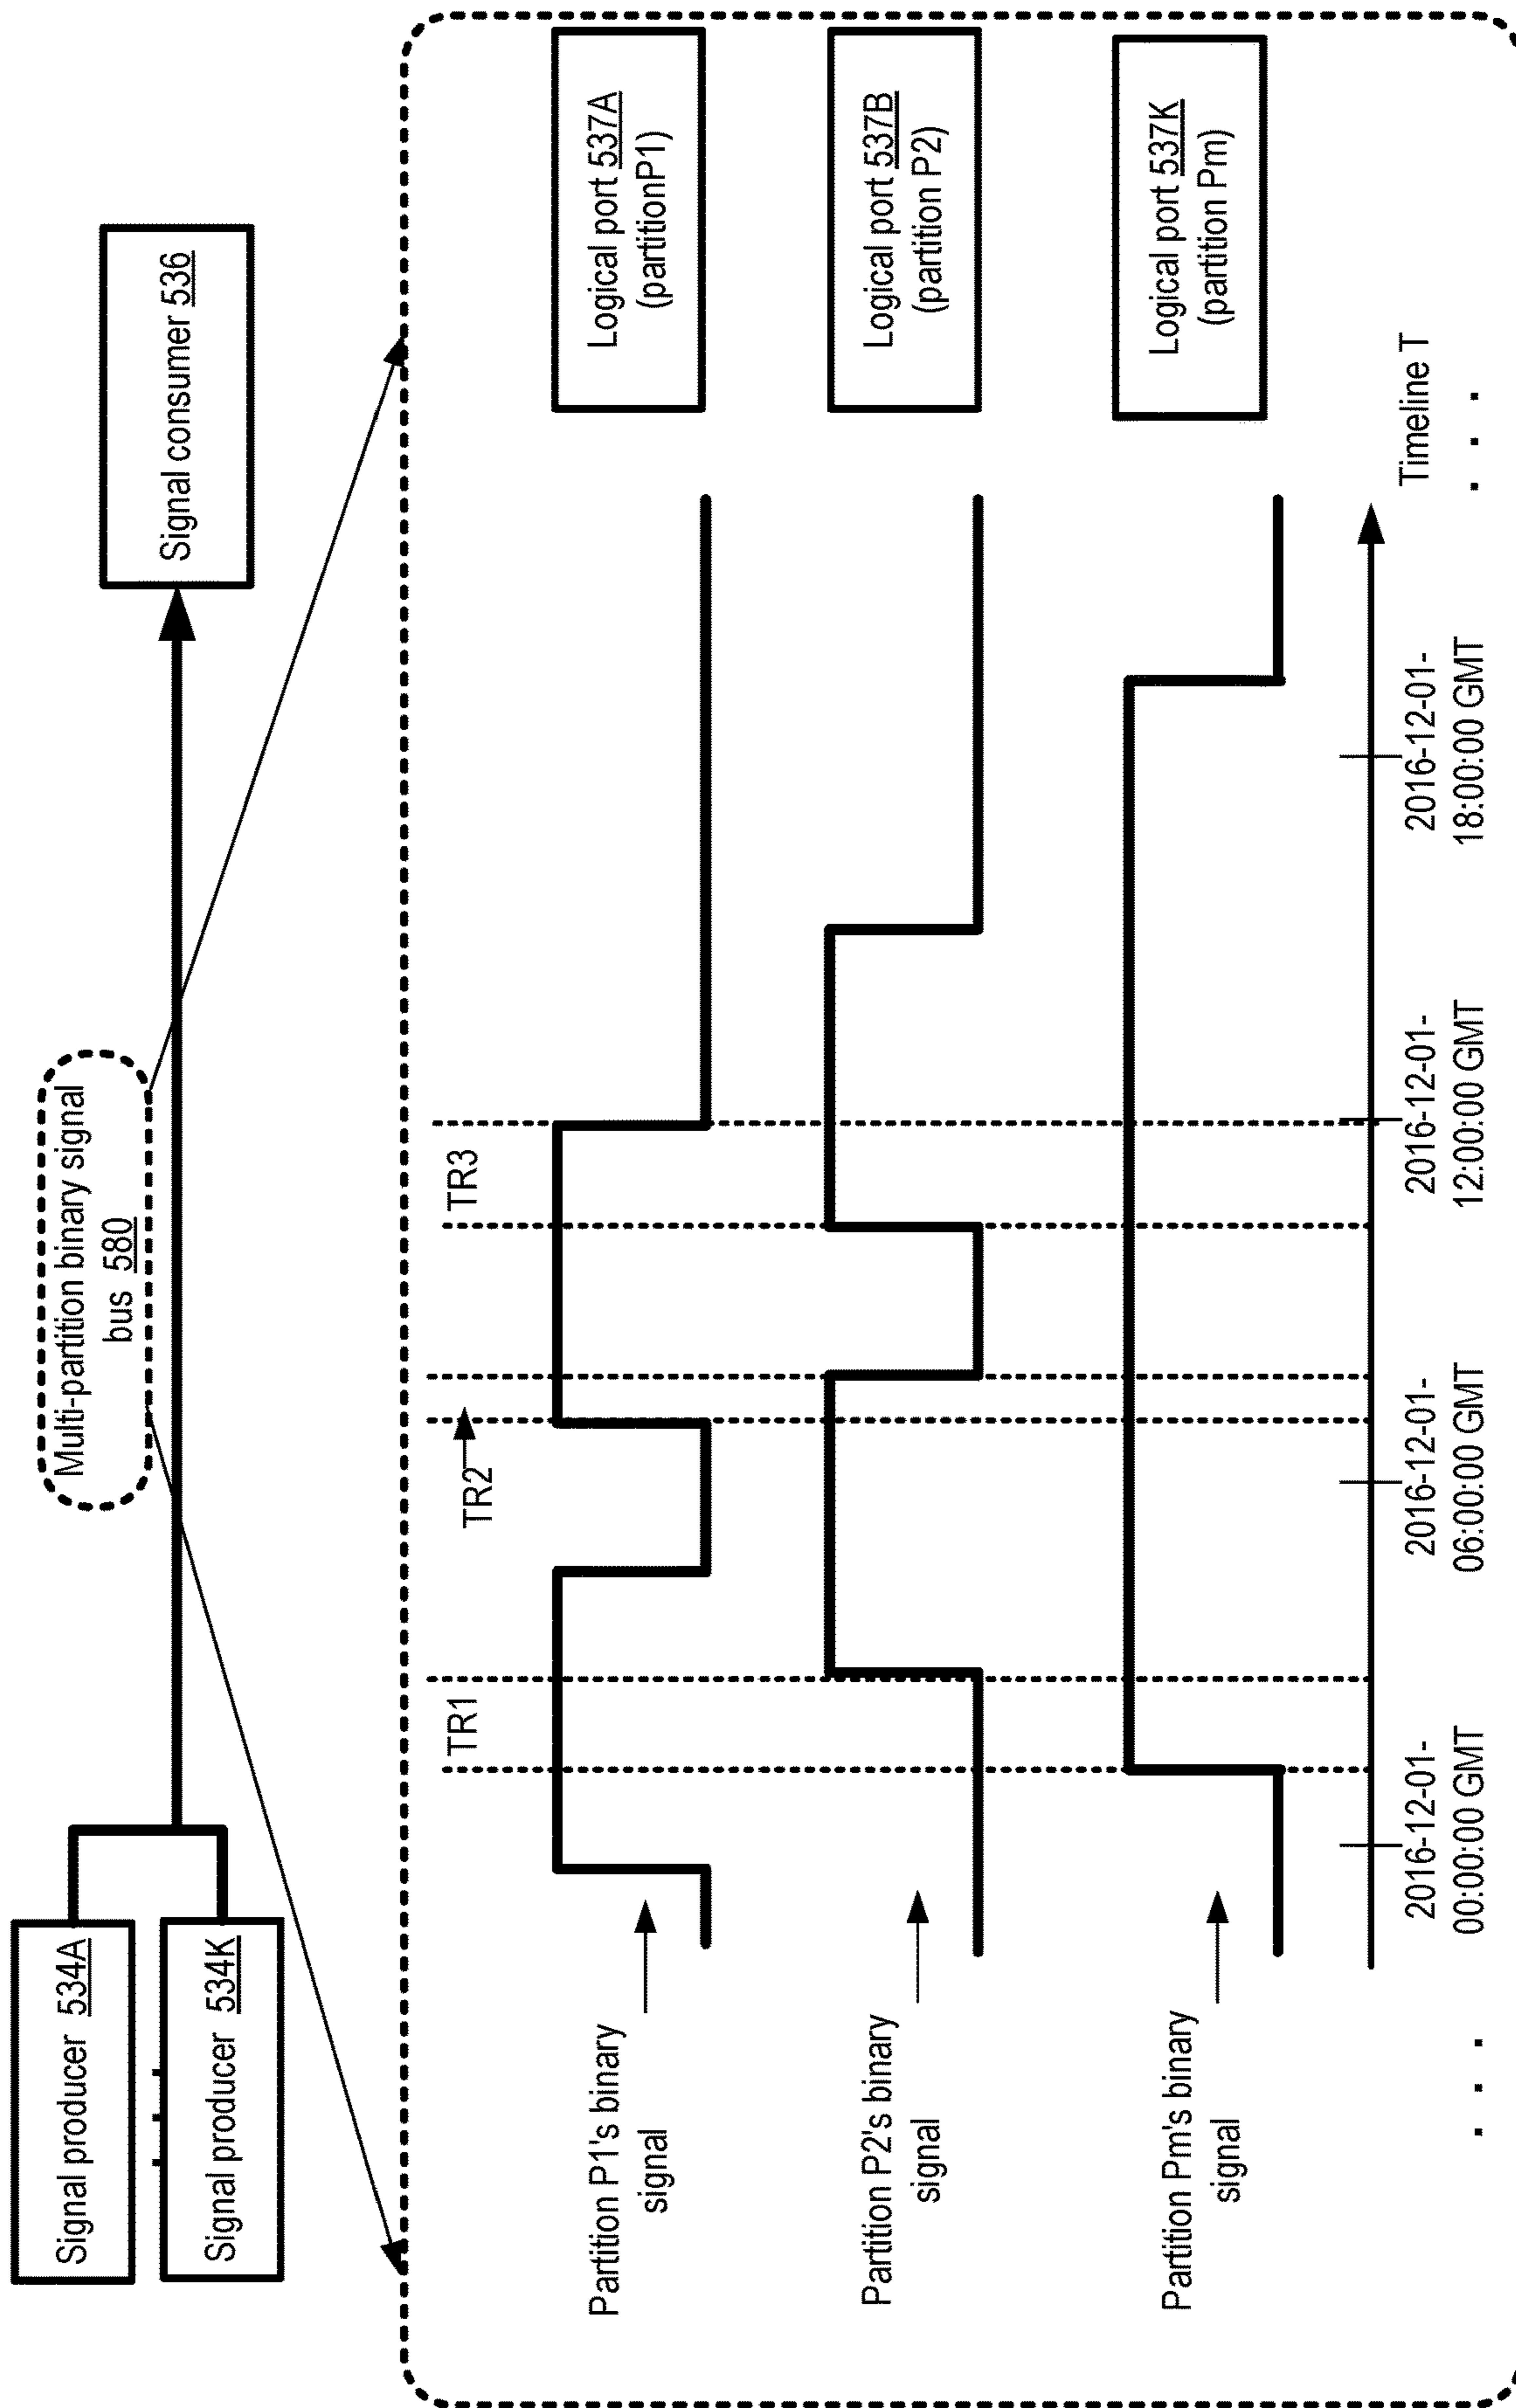 Signal producer 534A
Signal producer 534K
Multi-partition binary signal
bus 580
Signal consumer 536
TR1
TR2
TR3
Partition P1's binary
signal
Logical port 537A
(partitionP1)
Partition P2's binary
signal
Logical port 537B
(partition P2)
Partition Pm's binary
signal
Logical port 537K
(partition Pm)
Timeline T
2016-12-01-
00:00:00 GMT
2016-12-01-
06:00:00 GMT
2016-12-01-
12:00:00 GMT
2016-12-01-
18:00:00 GMT
. . .
. . .